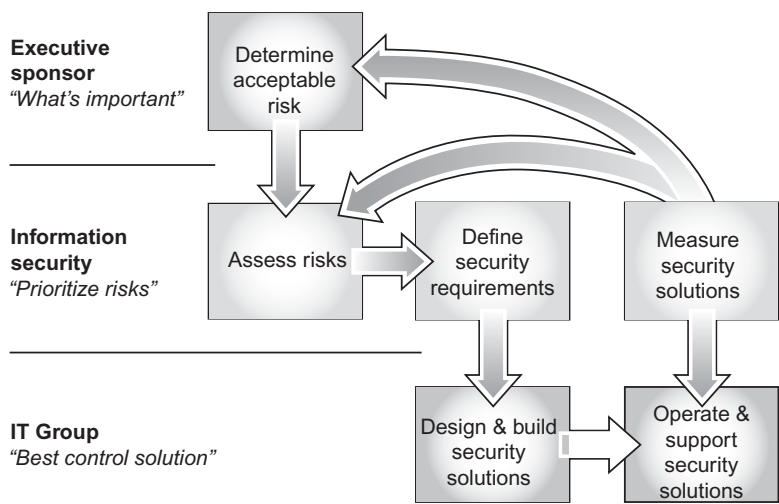 Executive
sponsor
“What’s important”
Determine
acceptable
risk
Information
security
“Prioritize risks”
Assess risks
Define
security
requirements
Measure
security
solutions
IT Group
“Best control solution”
Design & build
security
solutions
Operate &
support
security
solutions